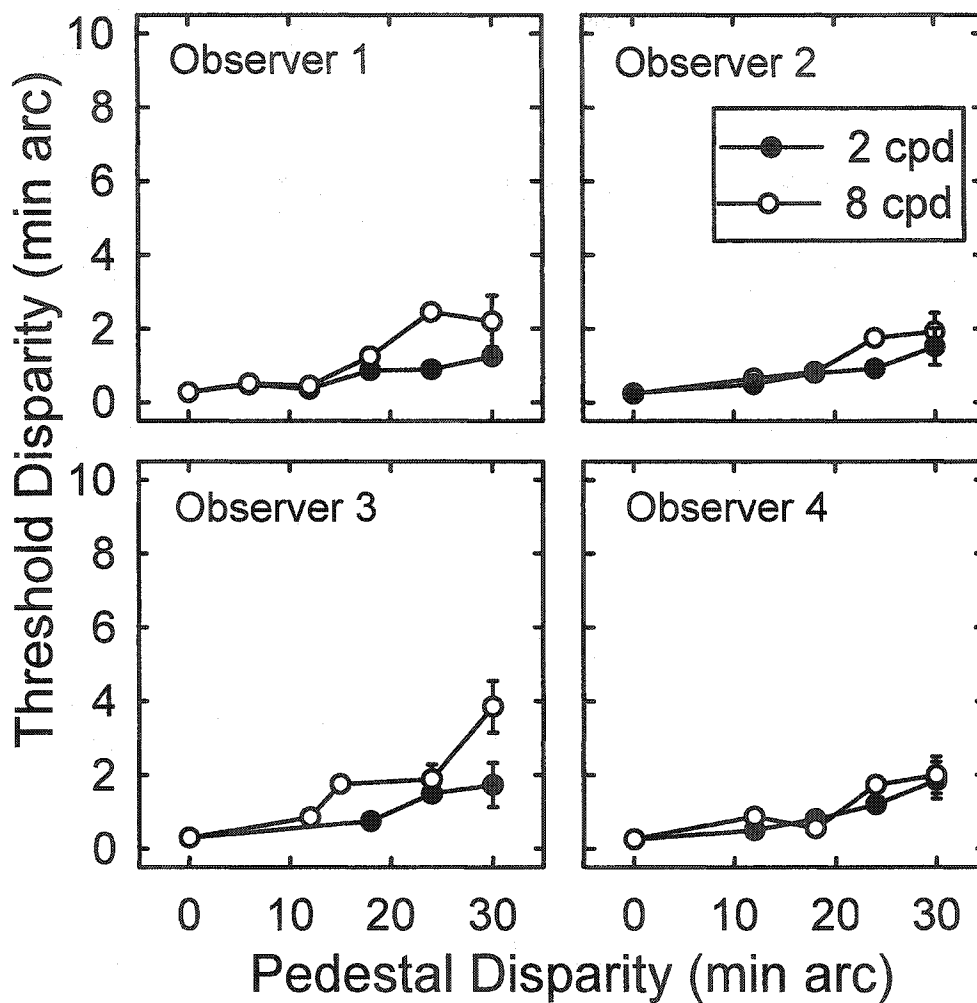 Threshold Disparity (min arc)
10
8
6
4
2
0
Observer 1
Observer 2
2 cpd
8 cpd
10
8
6
4
2
0
Observer 3
Observer 4
0 10 20 30
0 10 20 30
Pedestal Disparity (min arc)